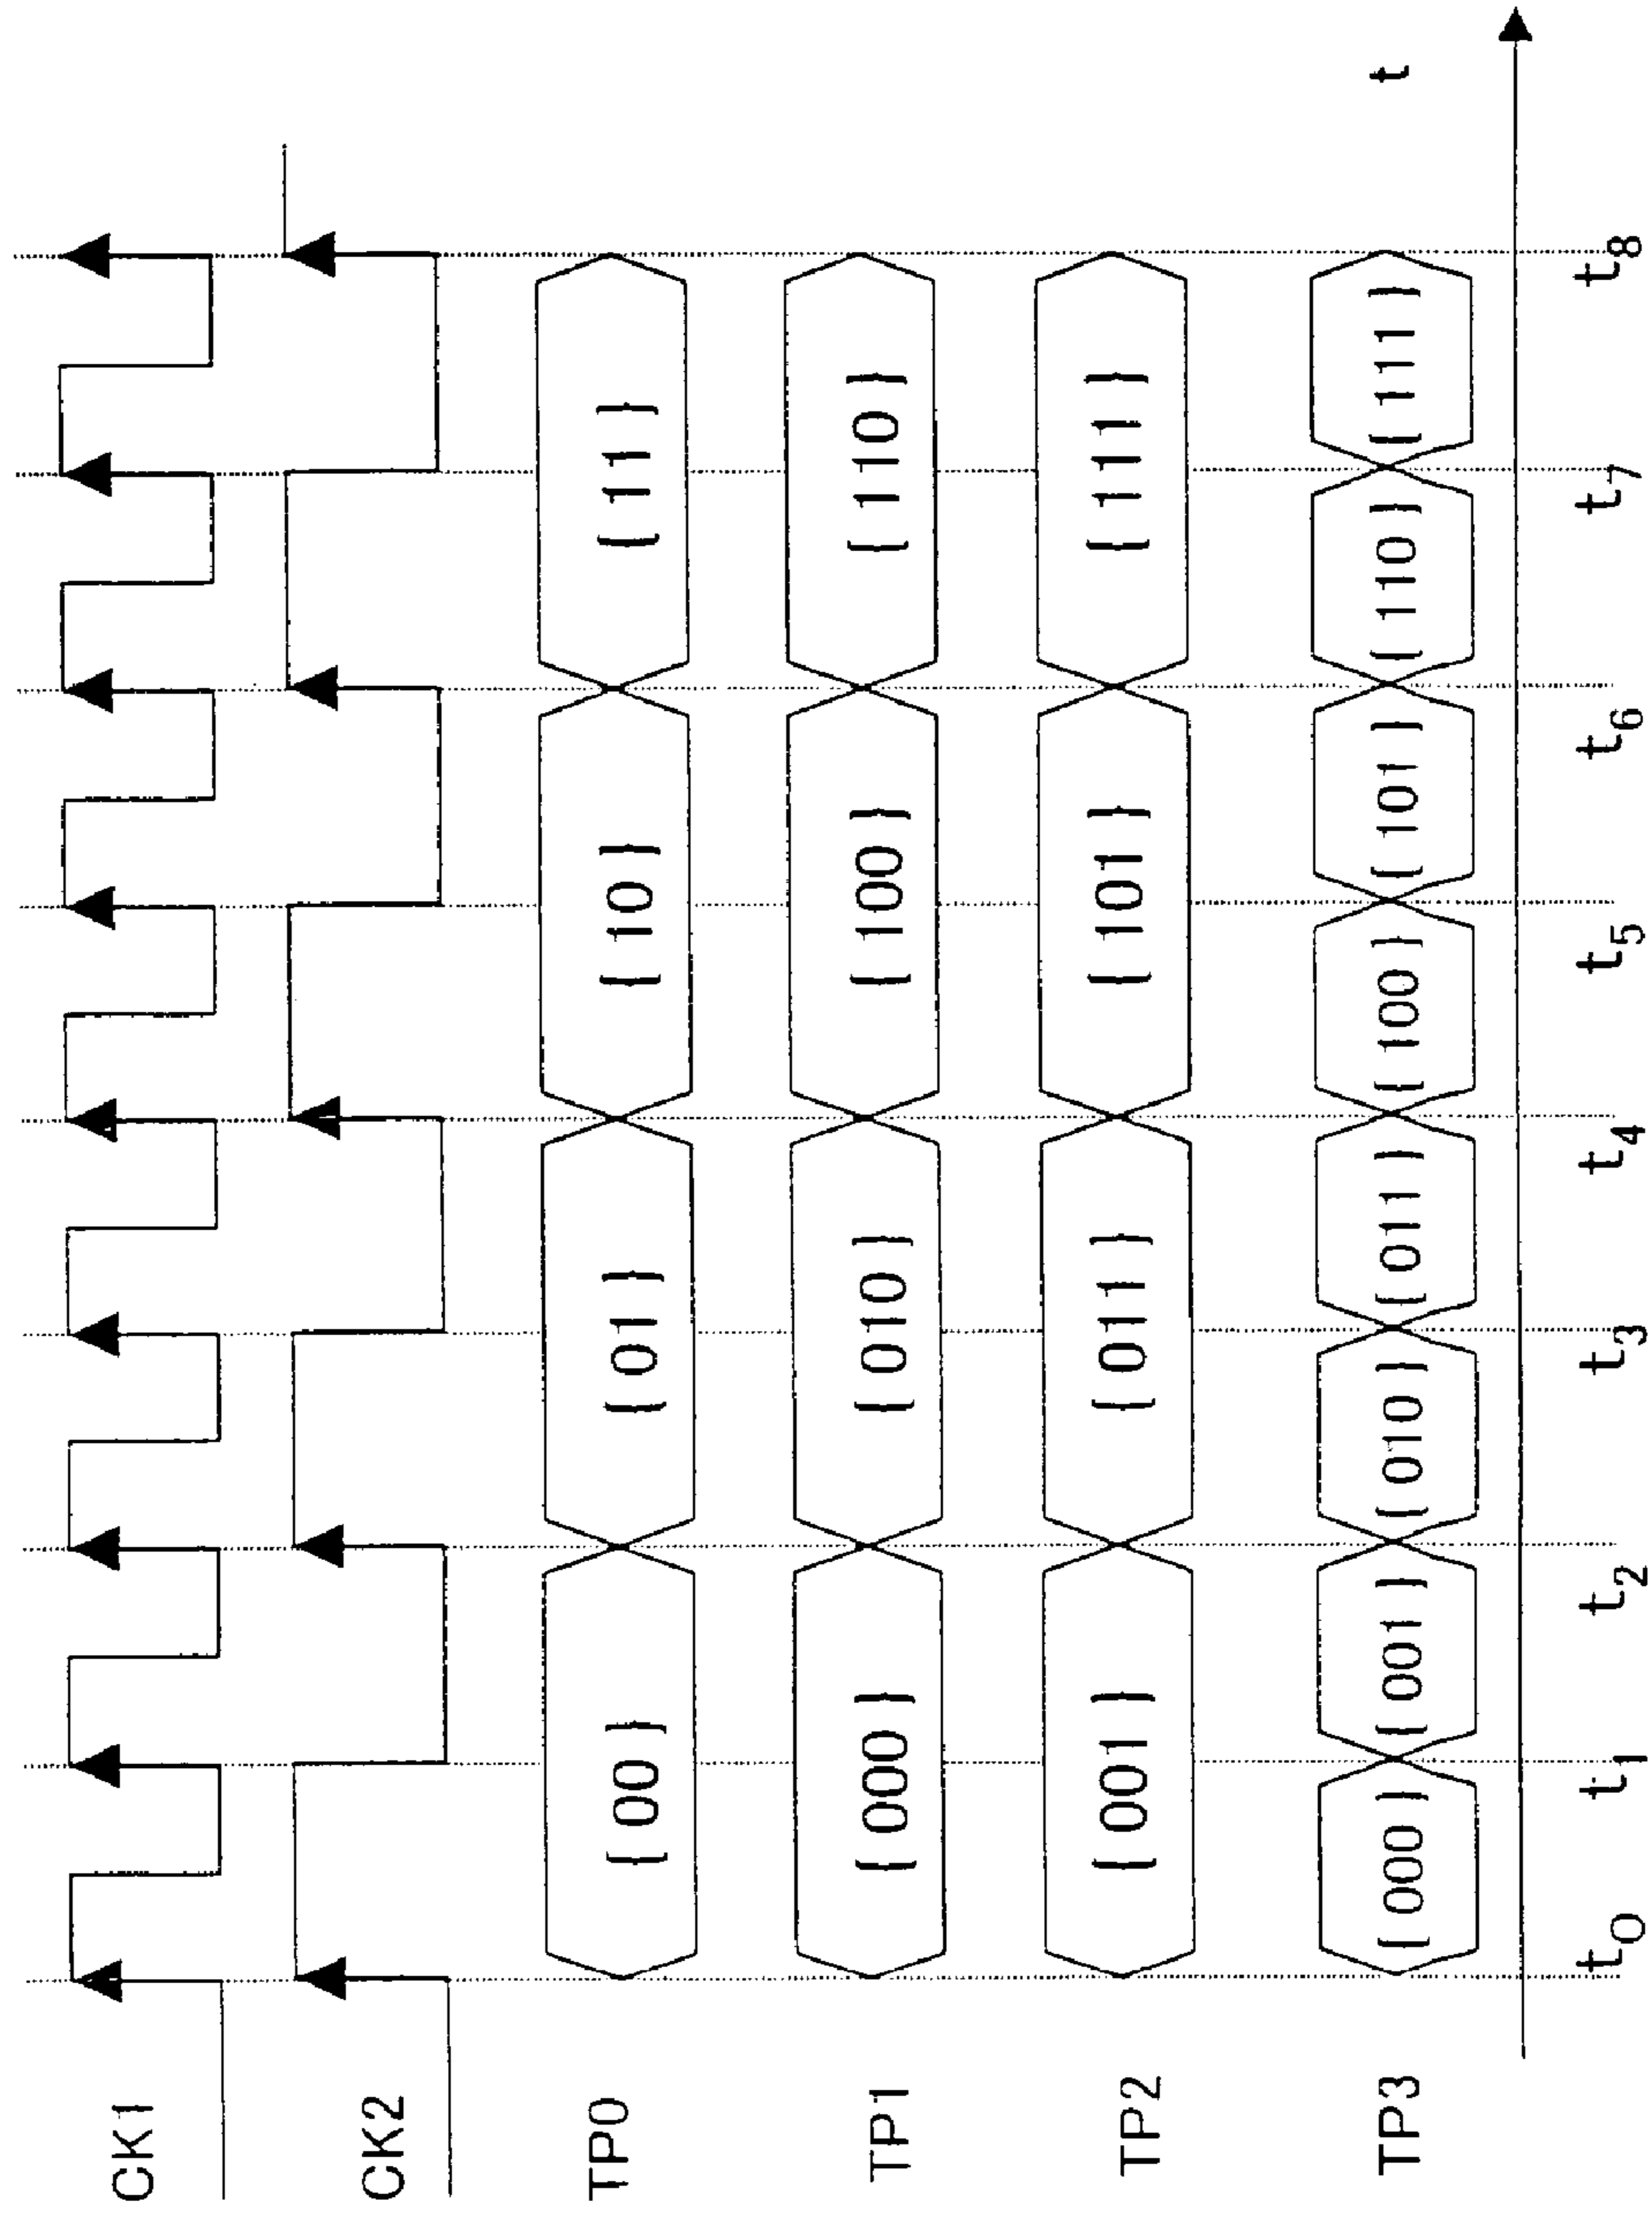 CK1
CK2
TP0 { 00 } { 01 } { 10 } { 11 }
TP1 { 000 } { 010 } { 100 } { 110 }
TP2 { 001 } { 011 } { 101 } { 111 }
TP3 { 000 } { 001 } { 010 } { 011 } { 100 } { 101 } { 110 } { 111 }
t
t0 t1 t2 t3 t4 t5 t6 t7 t8